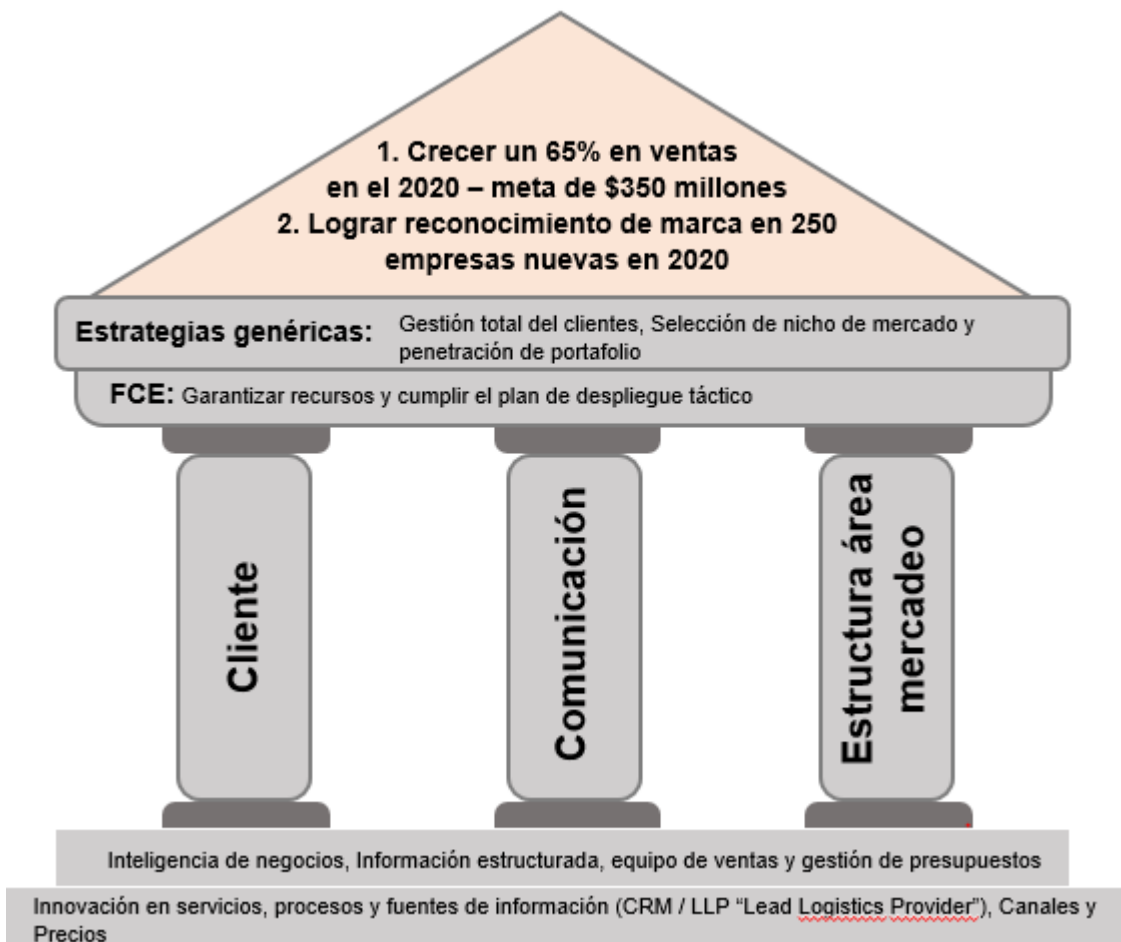 1. Crecer un 65% en ventas
en el 2020 – meta de $350 millones
2. Lograr reconocimiento de marca en 250
empresas nuevas en 2020
Estrategias genéricas:
Gestión total del clientes, Selección de nicho de mercado y
penetración de portafolio
FCE: Garantizar recursos y cumplir el plan de despliegue táctico
Cliente
Comunicación
Estructura área
mercadeo
Inteligencia de negocios, Información estructurada, equipo de ventas y gestión de presupuestos
Innovación en servicios, procesos y fuentes de información (CRM / LLP “Lead Logistics Provider”), Canales y
Precios